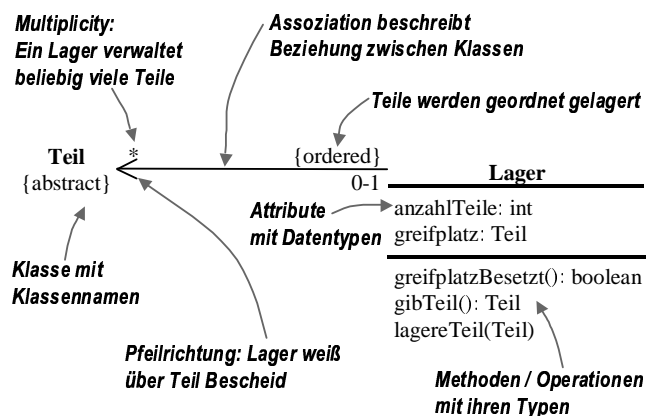 Multiplicity:
Ein Lager verwaltet
beliebig viele Teile
Assoziation beschreibt
Beziehung zwischen Klassen
Teile werden geordnet gelagert
Teil
{abstract}
*
{ordered}
0-1
Lager
anzahlTeile: int
greifplatz: Teil
greifplatzBesetzt(): boolean
gibTeil(): Teil
lagereTeil(Teil)
Attribute
mit Datentypen
Klasse mit
Klassennamen
Pfeilrichtung: Lager weiß
über Teil Bescheid
Methoden / Operationen
mit ihren Typen